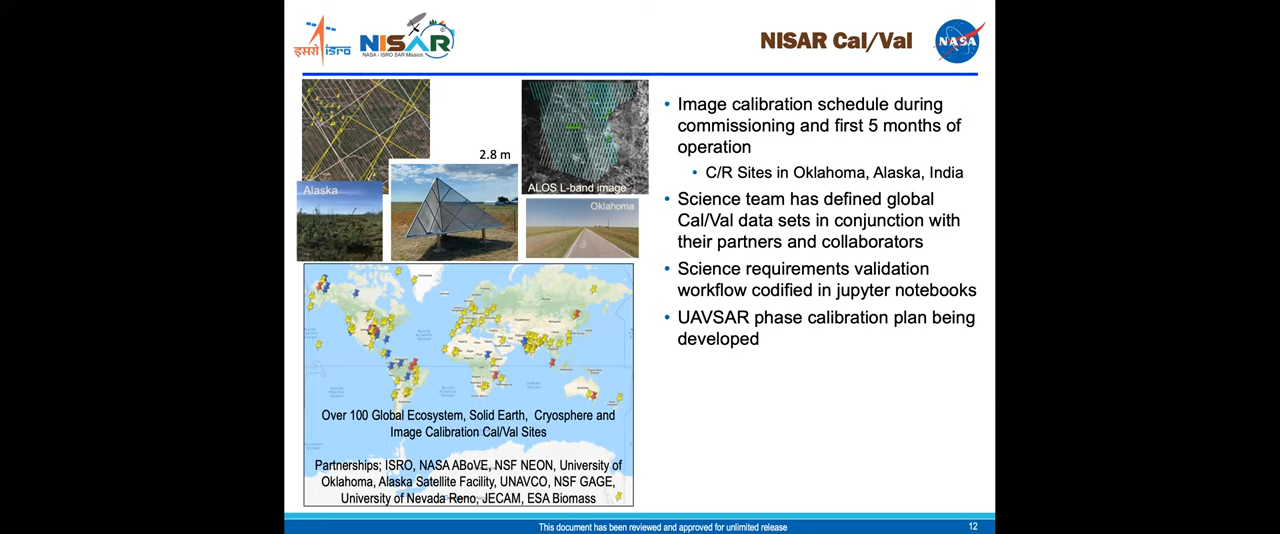 इसरो isro
NISAR
NASA - ISRO SAR Mission
NISAR Cal/Val
NASA
2.8 m
Alaska
ALOS L-band image
Oklahoma
Over 100 Global Ecosystem, Solid Earth, Cryosphere and
Image Calibration Cal/Val Sites
Partnerships; ISRO, NASA ABoVE, NSF NEON, University of
Oklahoma, Alaska Satellite Facility, UNAVCO, NSF GAGE,
University of Nevada Reno, JECAM, ESA Biomass
• Image calibration schedule during
commissioning and first 5 months of
operation
• C/R Sites in Oklahoma, Alaska, India
• Science team has defined global
Cal/Val data sets in conjunction with
their partners and collaborators
• Science requirements validation
workflow codified in jupyter notebooks
• UAVSAR phase calibration plan being
developed
This document has been reviewed and approved for unlimited release
12